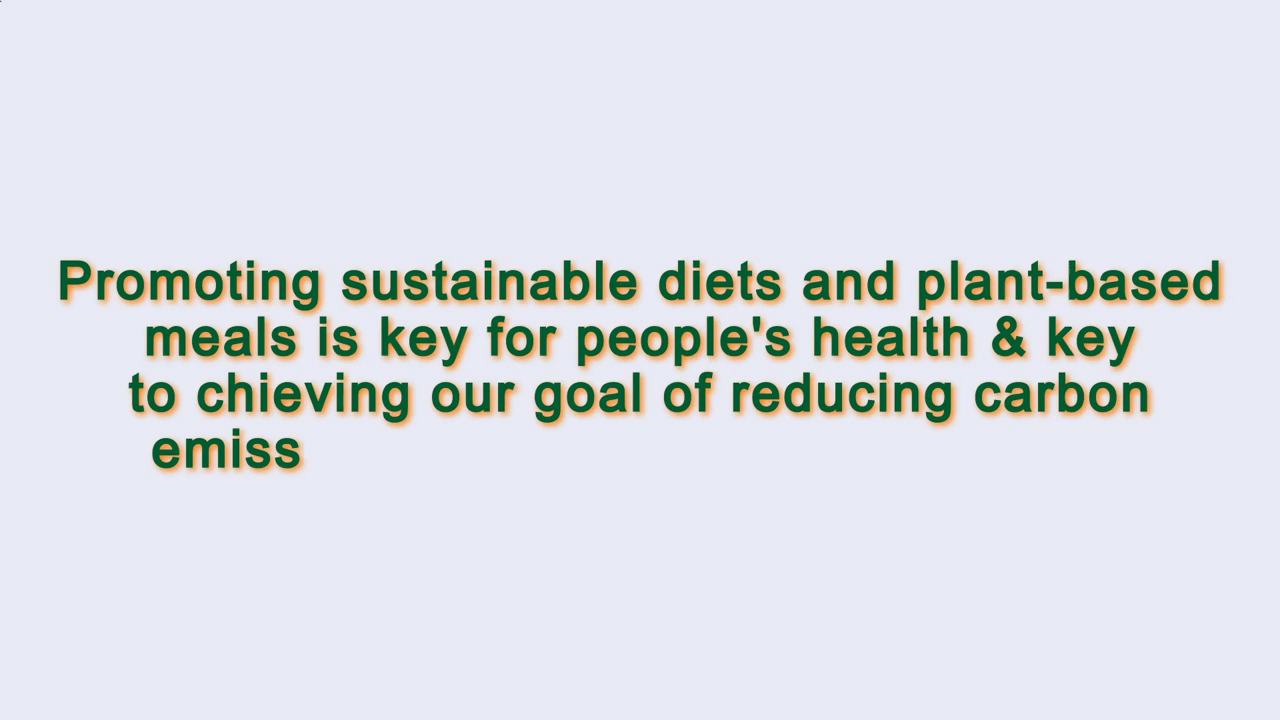 Promoting sustainable diets and plant-based
meals is key for people's health & key
to chieving our goal of reducing carbon
emiss